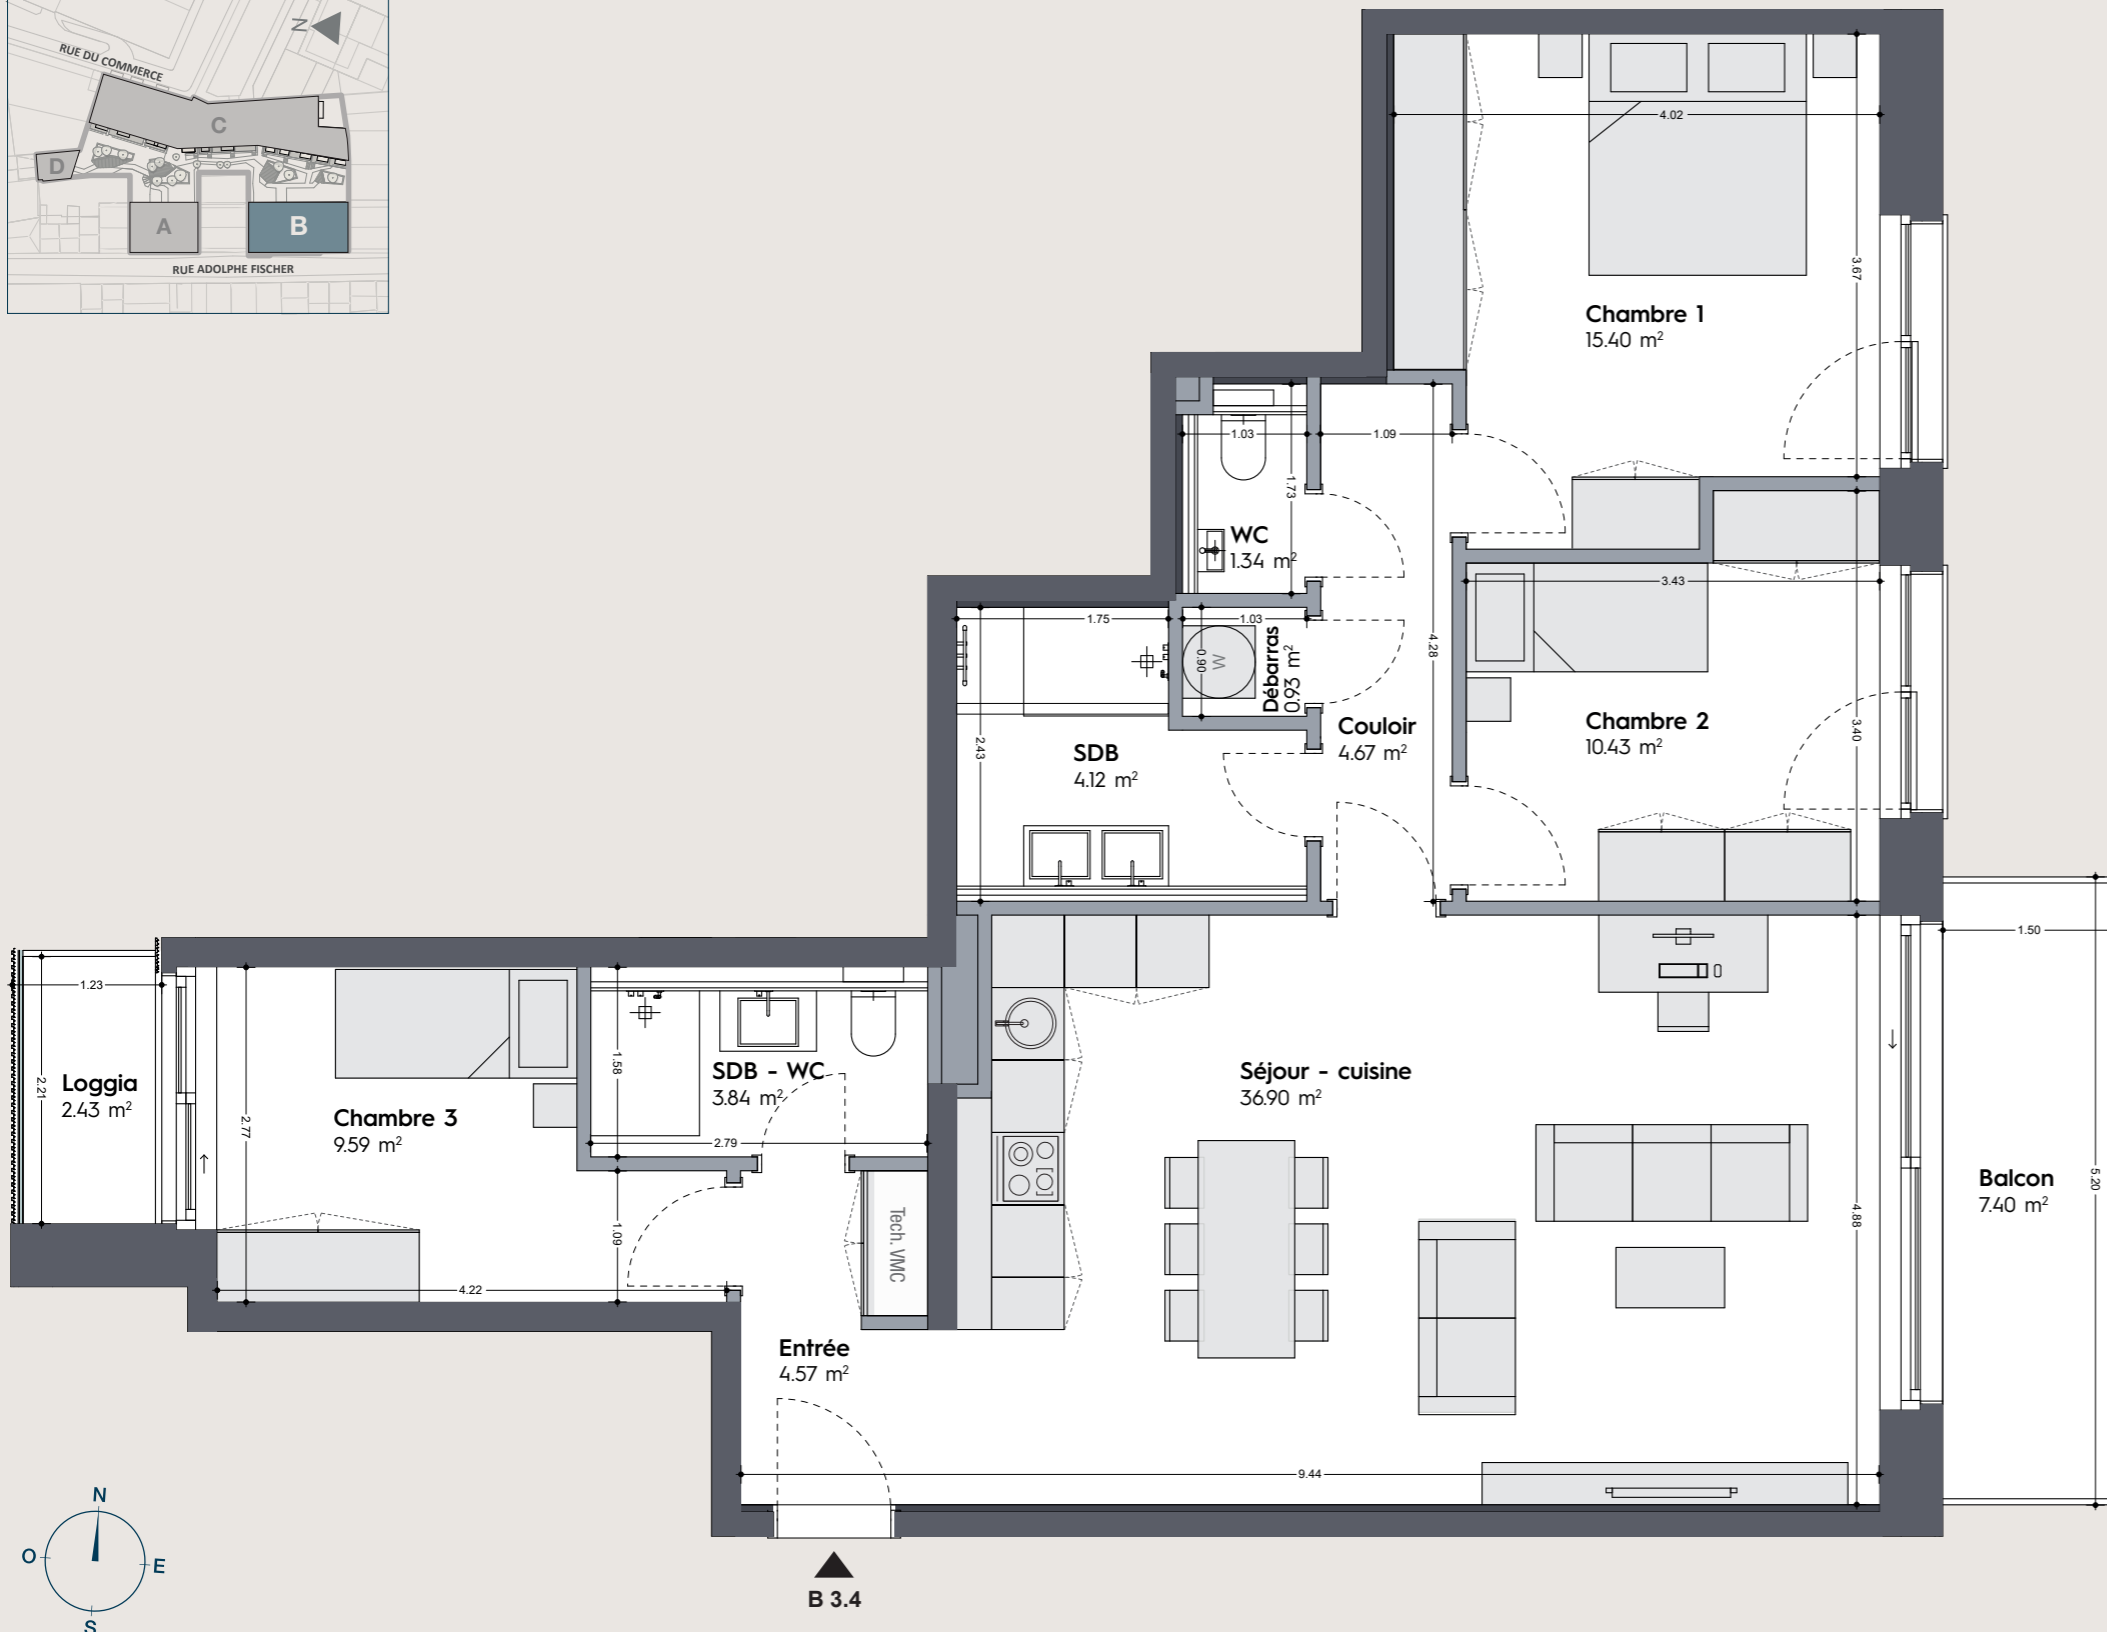 N
RUE DU COMMERCE
C
D
A
B
RUE ADOLPHE FISCHER
4.02
3.67
Chambre 1
15.40 m²
1.03
1.09
1.73
WC
1.34 m²
3.43
1.75
1.03
0.90
W
Débarras
0.93 m²
4.28
Couloir
4.67 m²
Chambre 2
10.43 m²
3.40
2.43
SDB
4.12 m²
1.50
1.23
2.21
Loggia
2.43 m²
2.77
Chambre 3
9.59 m²
1.58
SDB - WC
3.84 m²
2.79
Séjour - cuisine
36.90 m²
Balcon
7.40 m²
5.20
4.88
1.09
Tech. VMC
4.22
Entrée
4.57 m²
9.44
N
O
E
S
B 3.4